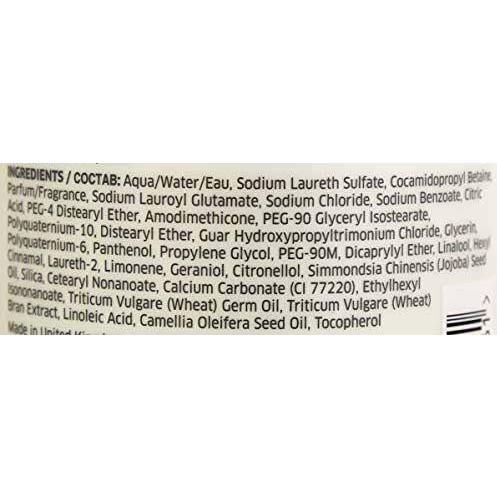 INGREDIENTS / COCTAB: Aqua/Water/Eau, Sodium Laureth Sulfate, Cocamidopropyl Betaine,
Parfum/Fragrance, Sodium Lauroyl Glutamate, Sodium Chloride, Sodium Benzoate, Citric
Acid, PEG-4 Distearyl Ether, Amodimethicone, PEG-90 Glyceryl Isostearate,
Polyquaternium-10, Distearyl Ether, Guar Hydroxypropyltrimonium Chloride, Glycerin,
Polyquaternium-6, Panthenol, Propylene Glycol, PEG-90M, Dicaprylyl Ether, Linalool, Hexyl
Cinnamal, Laureth-2, Limonene, Geraniol, Citronellol, Simmondsia Chinensis (Jojoba) Seed
Oil, Silica, Cetearyl Nonanoate, Calcium Carbonate (CI 77220), Ethylhexyl
Isononanoate, Triticum Vulgare (Wheat) Germ Oil, Triticum Vulgare (Wheat)
Bran Extract, Linoleic Acid, Camellia Oleifera Seed Oil, Tocopherol
Made in United